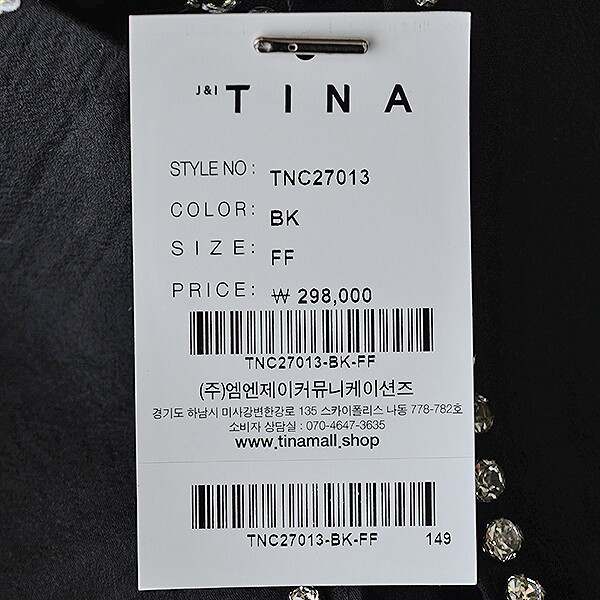 J&I TINA
STYLE NO: TNC27013
COLOR: BK
SIZE: FF
PRICE: ₩ 298,000
TNC27013-BK-FF
(주)엠엔제이커뮤니케이션즈
경기도 하남시 미사강변한강로 135 스카이폴리스 나동 778-782호
소비자 상담실 : 070-4647-3635
www.tinamall.shop
TNC27013-BK-FF 149